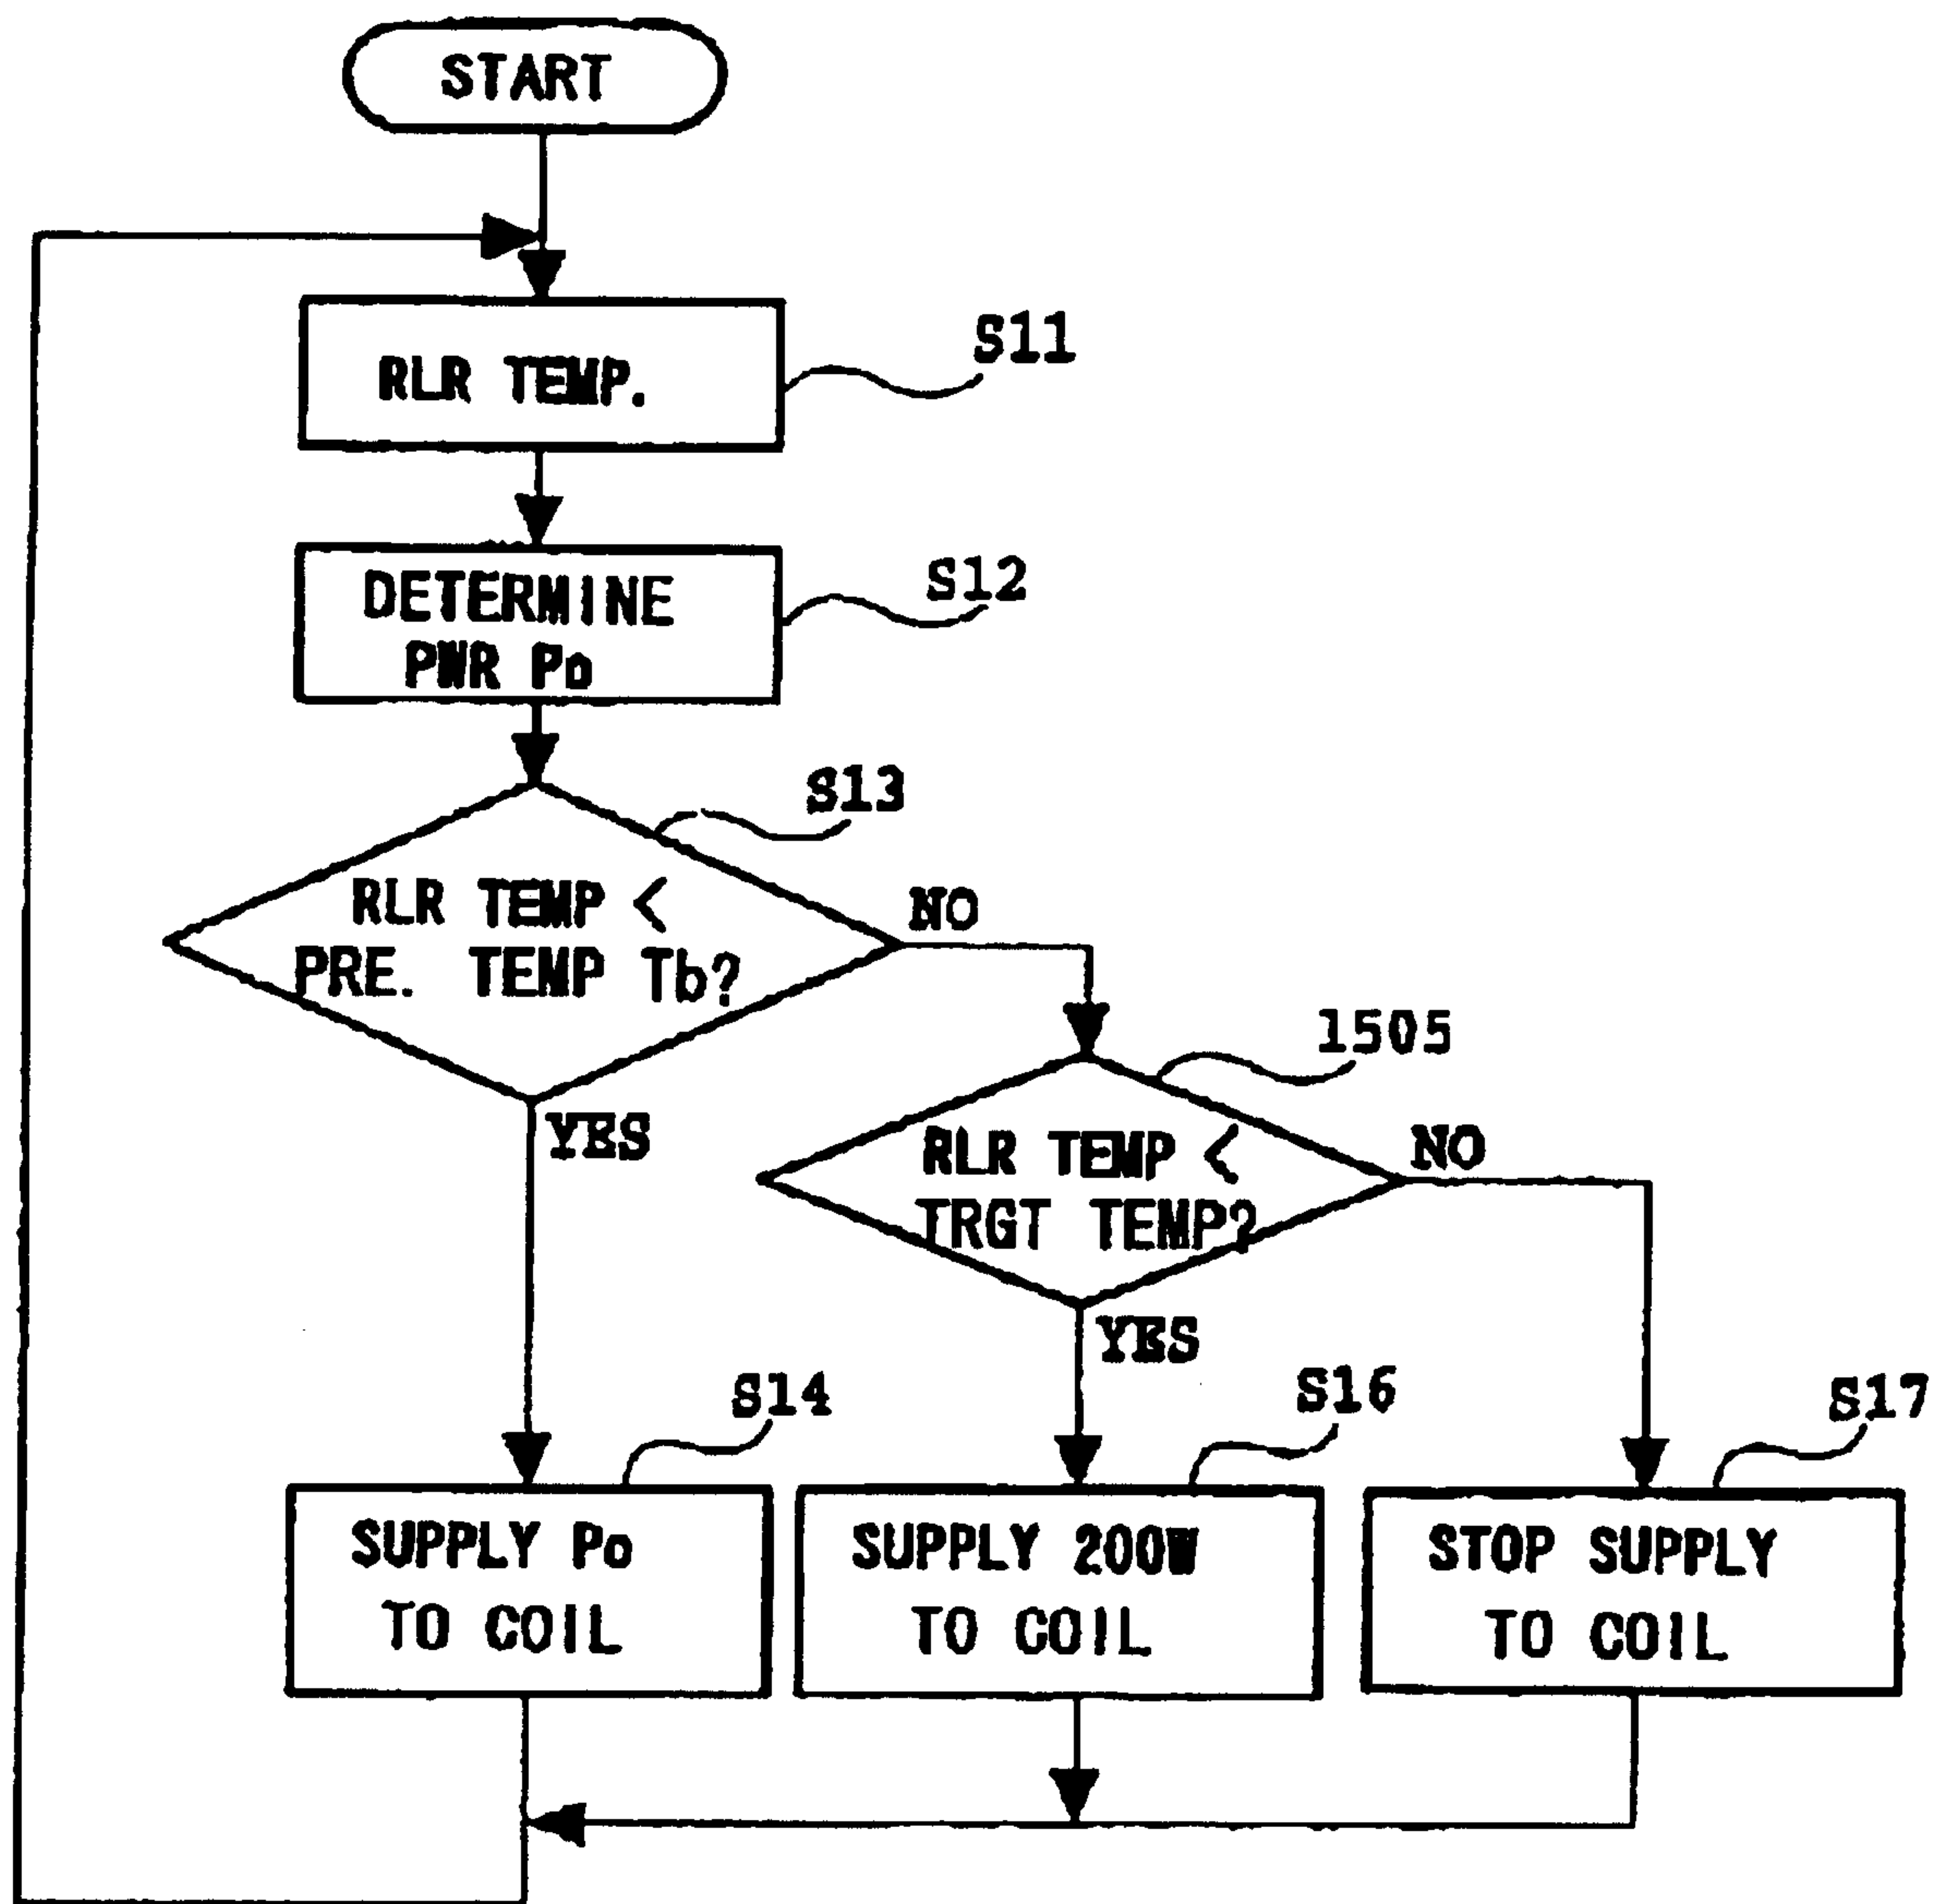 START
RLR TEMP.
S11
DETERMINE
PWR Po
S12
S13
RLR TEMP <
PRE. TEMP Tb?
NO
YES
1505
RLR TEMP <
TRGT TEMP?
NO
YES
S14
S16
S17
SUPPLY Po
TO COIL
SUPPLY 200W
TO COIL
STOP SUPPLY
TO COIL